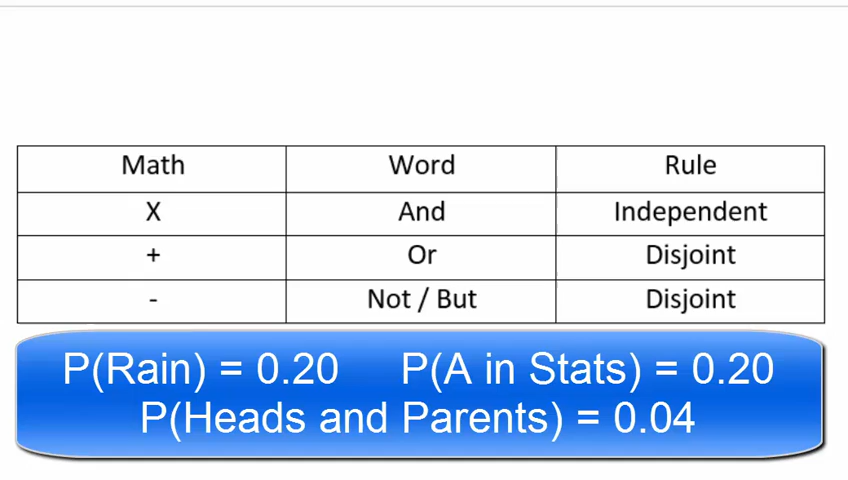 Math Word Rule
X And Independent
+ Or Disjoint
- Not / But Disjoint
P(Rain) = 0.20 P(A in Stats) = 0.20
P(Heads and Parents) = 0.04